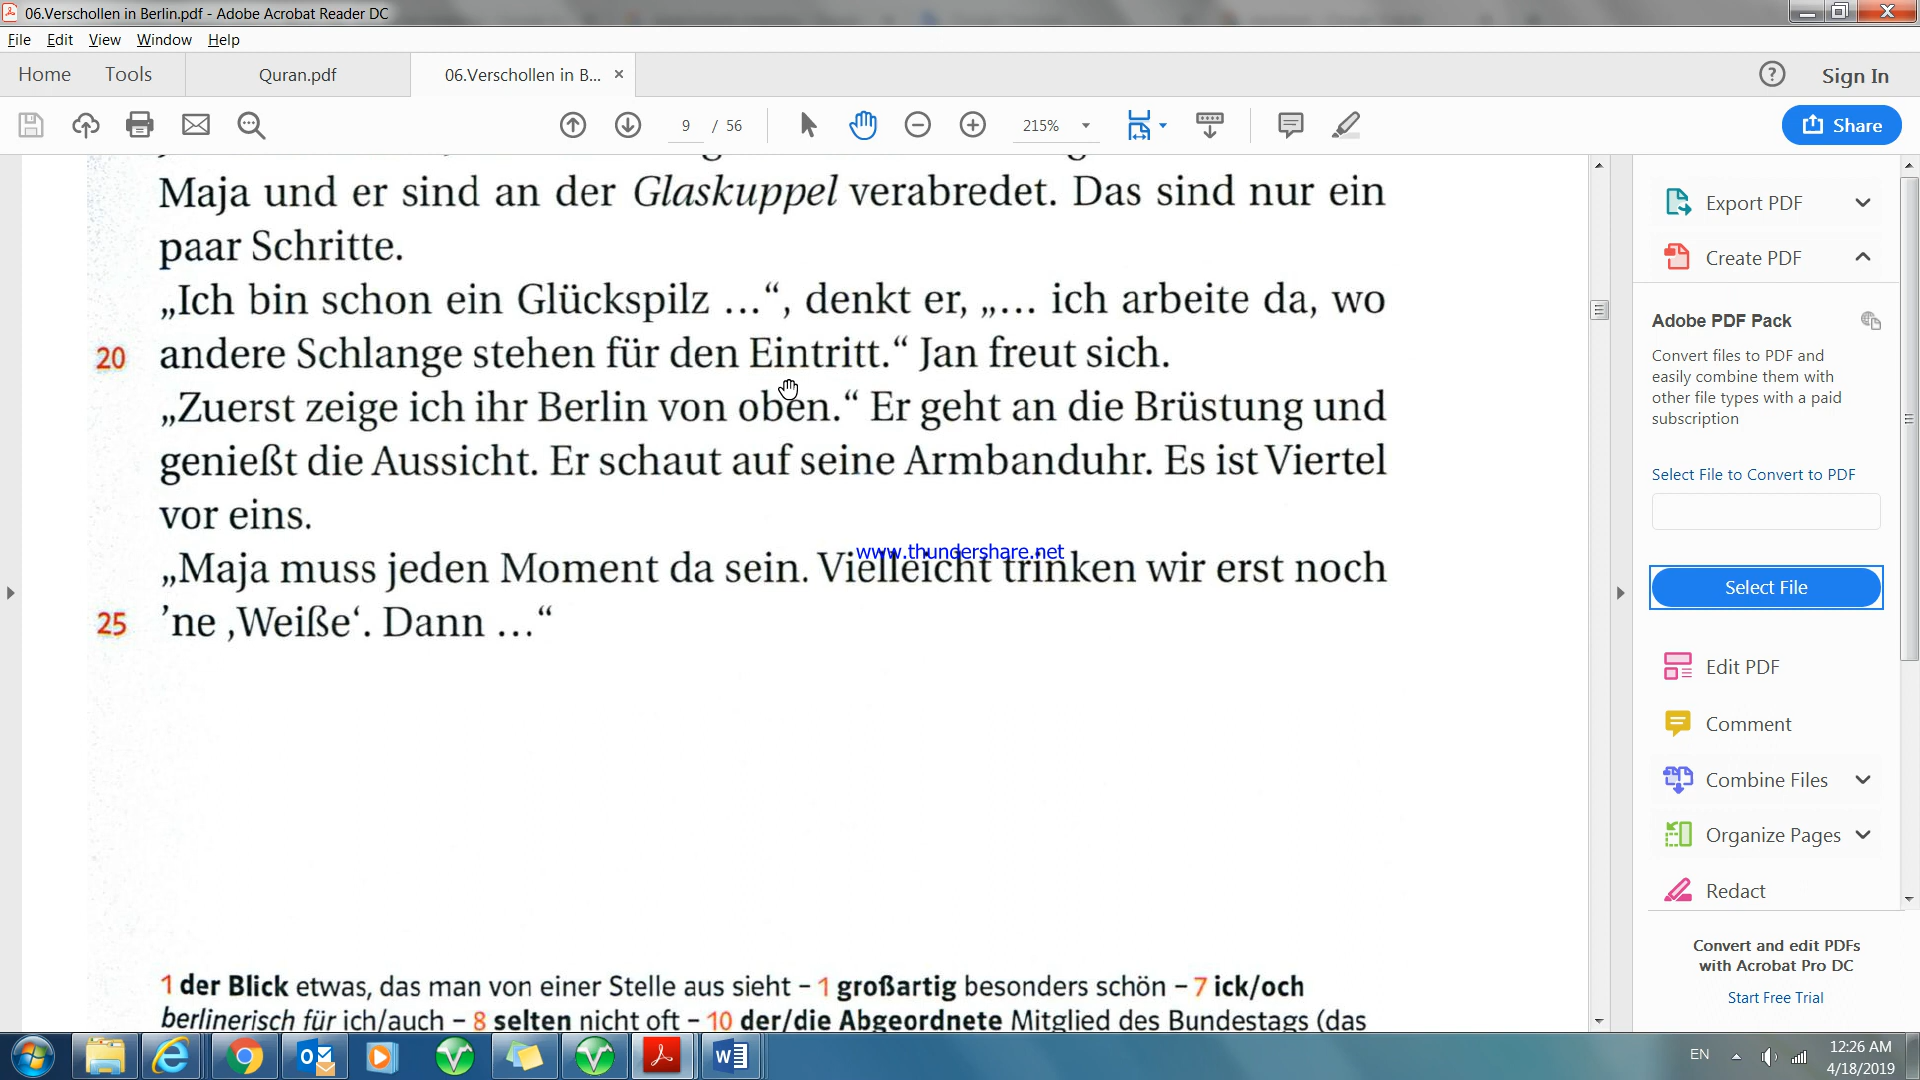 06.Verschollen in Berlin.pdf - Adobe Acrobat Reader DC
File Edit View Window Help
Home Tools Quran.pdf 06.Verschollen in B... × Sign In
9 / 56 215% Share
Maja und er sind an der Glaskuppel verabredet. Das sind nur ein
paar Schritte.
„Ich bin schon ein Glückspilz …“, denkt er, „… ich arbeite da, wo
20 andere Schlange stehen für den Eintritt.“ Jan freut sich.
„Zuerst zeige ich ihr Berlin von oben.“ Er geht an die Brüstung und
genießt die Aussicht. Er schaut auf seine Armbanduhr. Es ist Viertel
vor eins.
www.thundershare.net
„Maja muss jeden Moment da sein. Vielleicht trinken wir erst noch
25 ’ne ‚Weiße‘. Dann …“
1 der Blick etwas, das man von einer Stelle aus sieht – 1 großartig besonders schön – 7 ick/och
berlinerisch für ich/auch – 8 selten nicht oft – 10 der/die Abgeordnete Mitglied des Bundestags (das
Export PDF
Create PDF
Adobe PDF Pack
Convert files to PDF and
easily combine them with
other file types with a paid
subscription
Select File to Convert to PDF
Select File
Edit PDF
Comment
Combine Files
Organize Pages
Redact
Convert and edit PDFs
with Acrobat Pro DC
Start Free Trial
EN
12:26 AM
4/18/2019